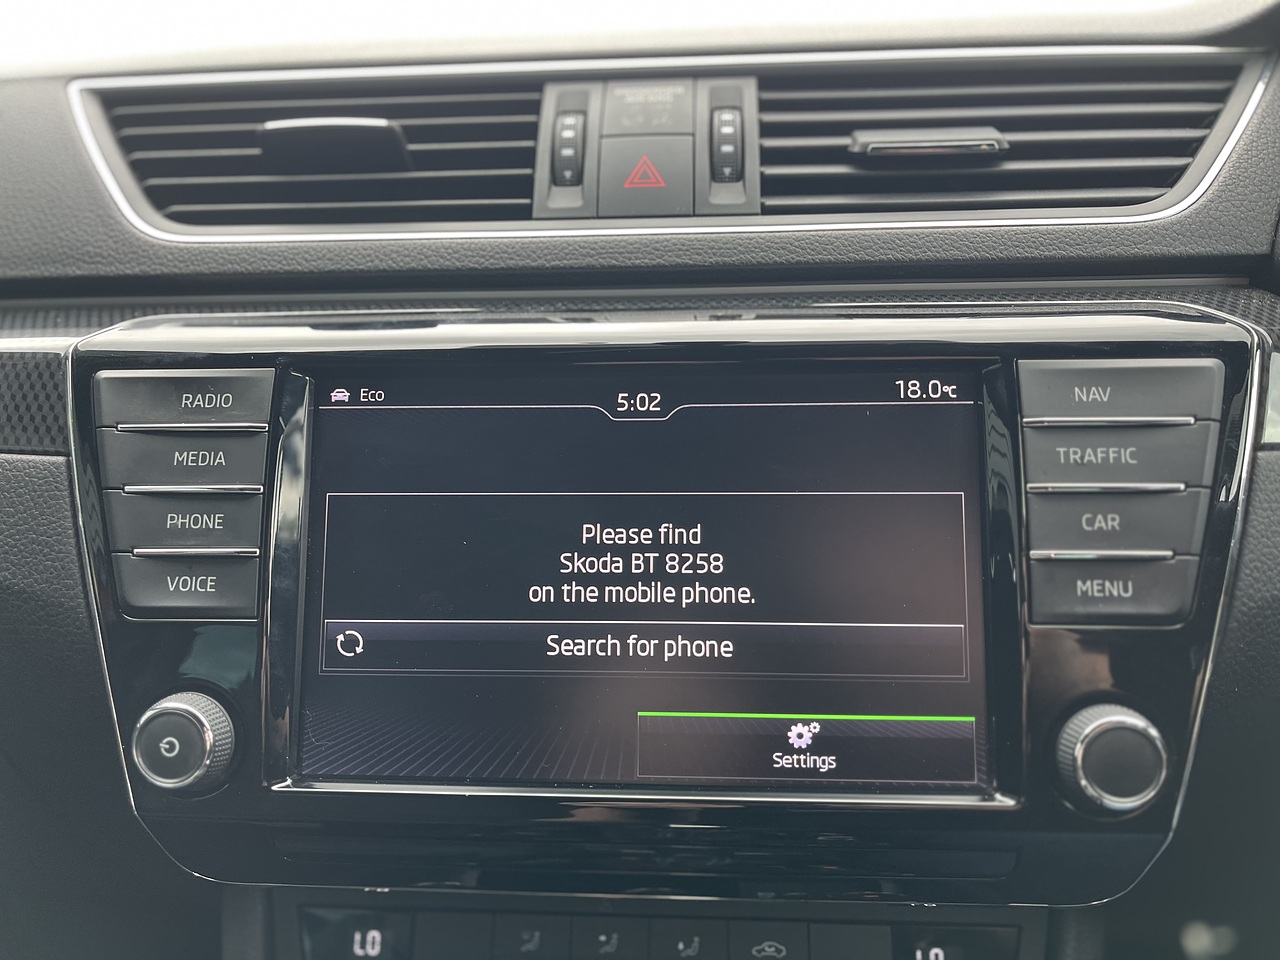 RADIO
MEDIA
PHONE
VOICE
Eco
5:02
18.0°C
Please find
Skoda BT 8258
on the mobile phone.
Search for phone
Settings
NAV
TRAFFIC
CAR
MENU
LO
LO